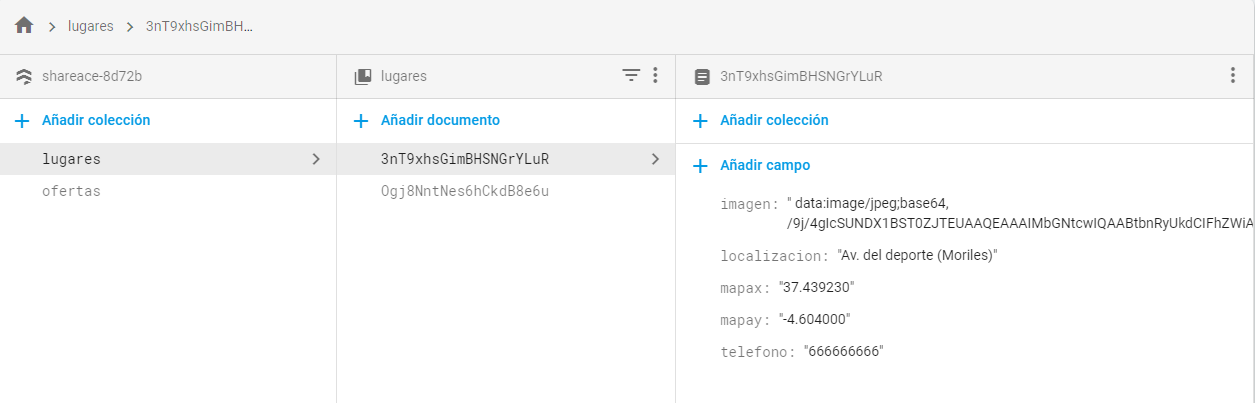 lugares
3nT9xhsGimBH...
shareace-8d72b
lugares
3nT9xhsGimBHSNGrYLuR
Añadir colección
Añadir documento
Añadir colección
lugares
3nT9xhsGimBHSNGrYLuR
Añadir campo
ofertas
Ogj8NntNes6hCkdB8e6u
imagen: " data:image/jpeg;base64,
/9j/4gIcSUNDX1BST0ZJTEUAAQEAAAIMbGNtcwIQAABtbnRyUkdCIFhZWiA
localizacion: "Av. del deporte (Moriles)"
mapax: "37.439230"
mapay: "-4.604000"
telefono: "666666666"